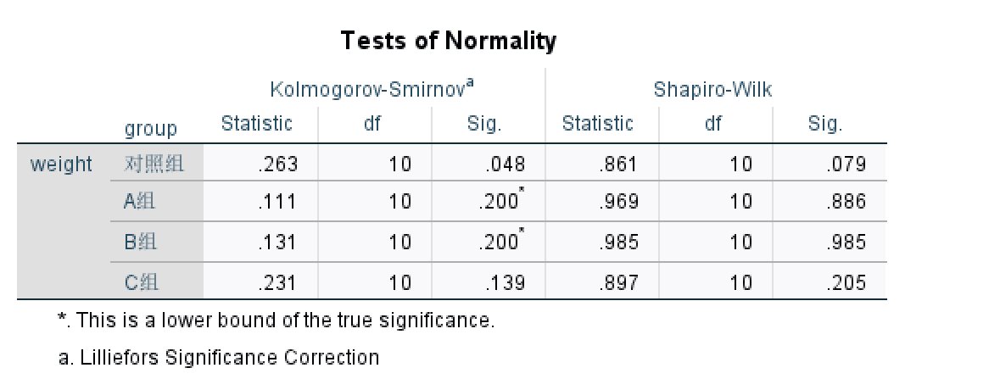 Tests of Normality
Kolmogorov-Smirnovᵃ Shapiro-Wilk
group Statistic df Sig. Statistic df Sig.
weight 对照组 .263 10 .048 .861 10 .079
A组 .111 10 .200* .969 10 .886
B组 .131 10 .200* .985 10 .985
C组 .231 10 .139 .897 10 .205
*. This is a lower bound of the true significance.
a. Lilliefors Significance Correction